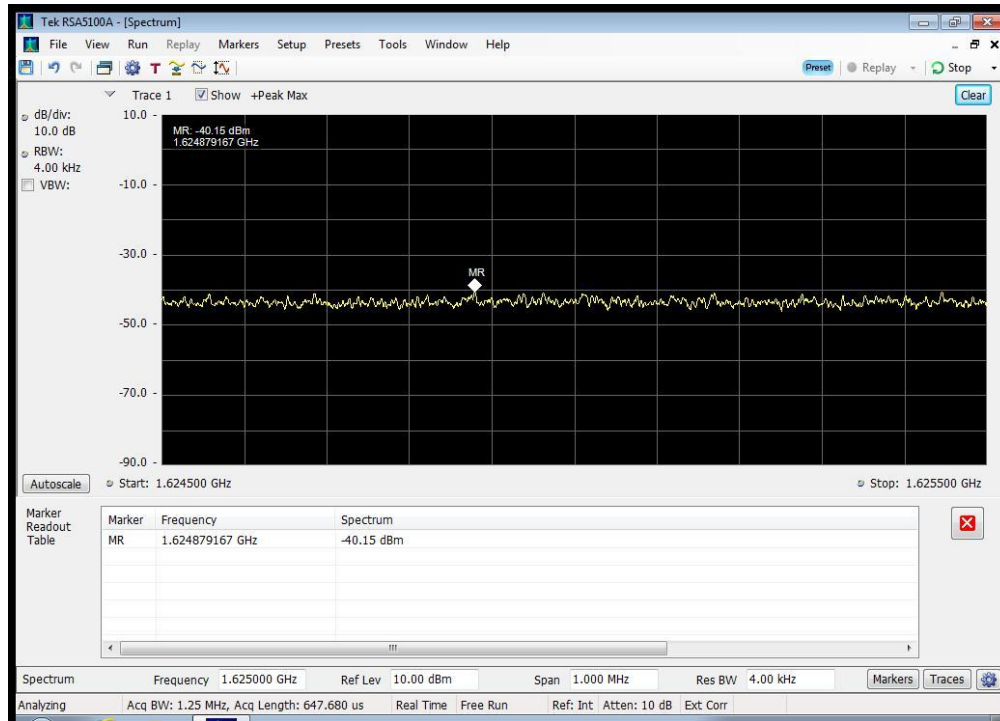 Tek RSA5100A - [Spectrum]
File View Run Replay Markers Setup Presets Tools Window Help
T Preset Replay Stop
Trace 1 Show +Peak Max Clear
dB/div:
10.0 dB
RBW:
4.00 kHz
VBW:
10.0 -
MR: -40.15 dBm
1.624879167 GHz
-10.0 -
-30.0 -
MR
-50.0 -
-70.0 -
-90.0 -
Autoscale Start: 1.624500 GHz Stop: 1.625500 GHz
Marker
Readout
Table
Marker Frequency Spectrum
MR 1.624879167 GHz -40.15 dBm
Spectrum Frequency 1.625000 GHz Ref Lev 10.00 dBm Span 1.000 MHz Res BW 4.00 kHz Markers Traces
Analyzing Acq BW: 1.25 MHz, Acq Length: 647.680 us Real Time Free Run Ref: Int Atten: 10 dB Ext Corr